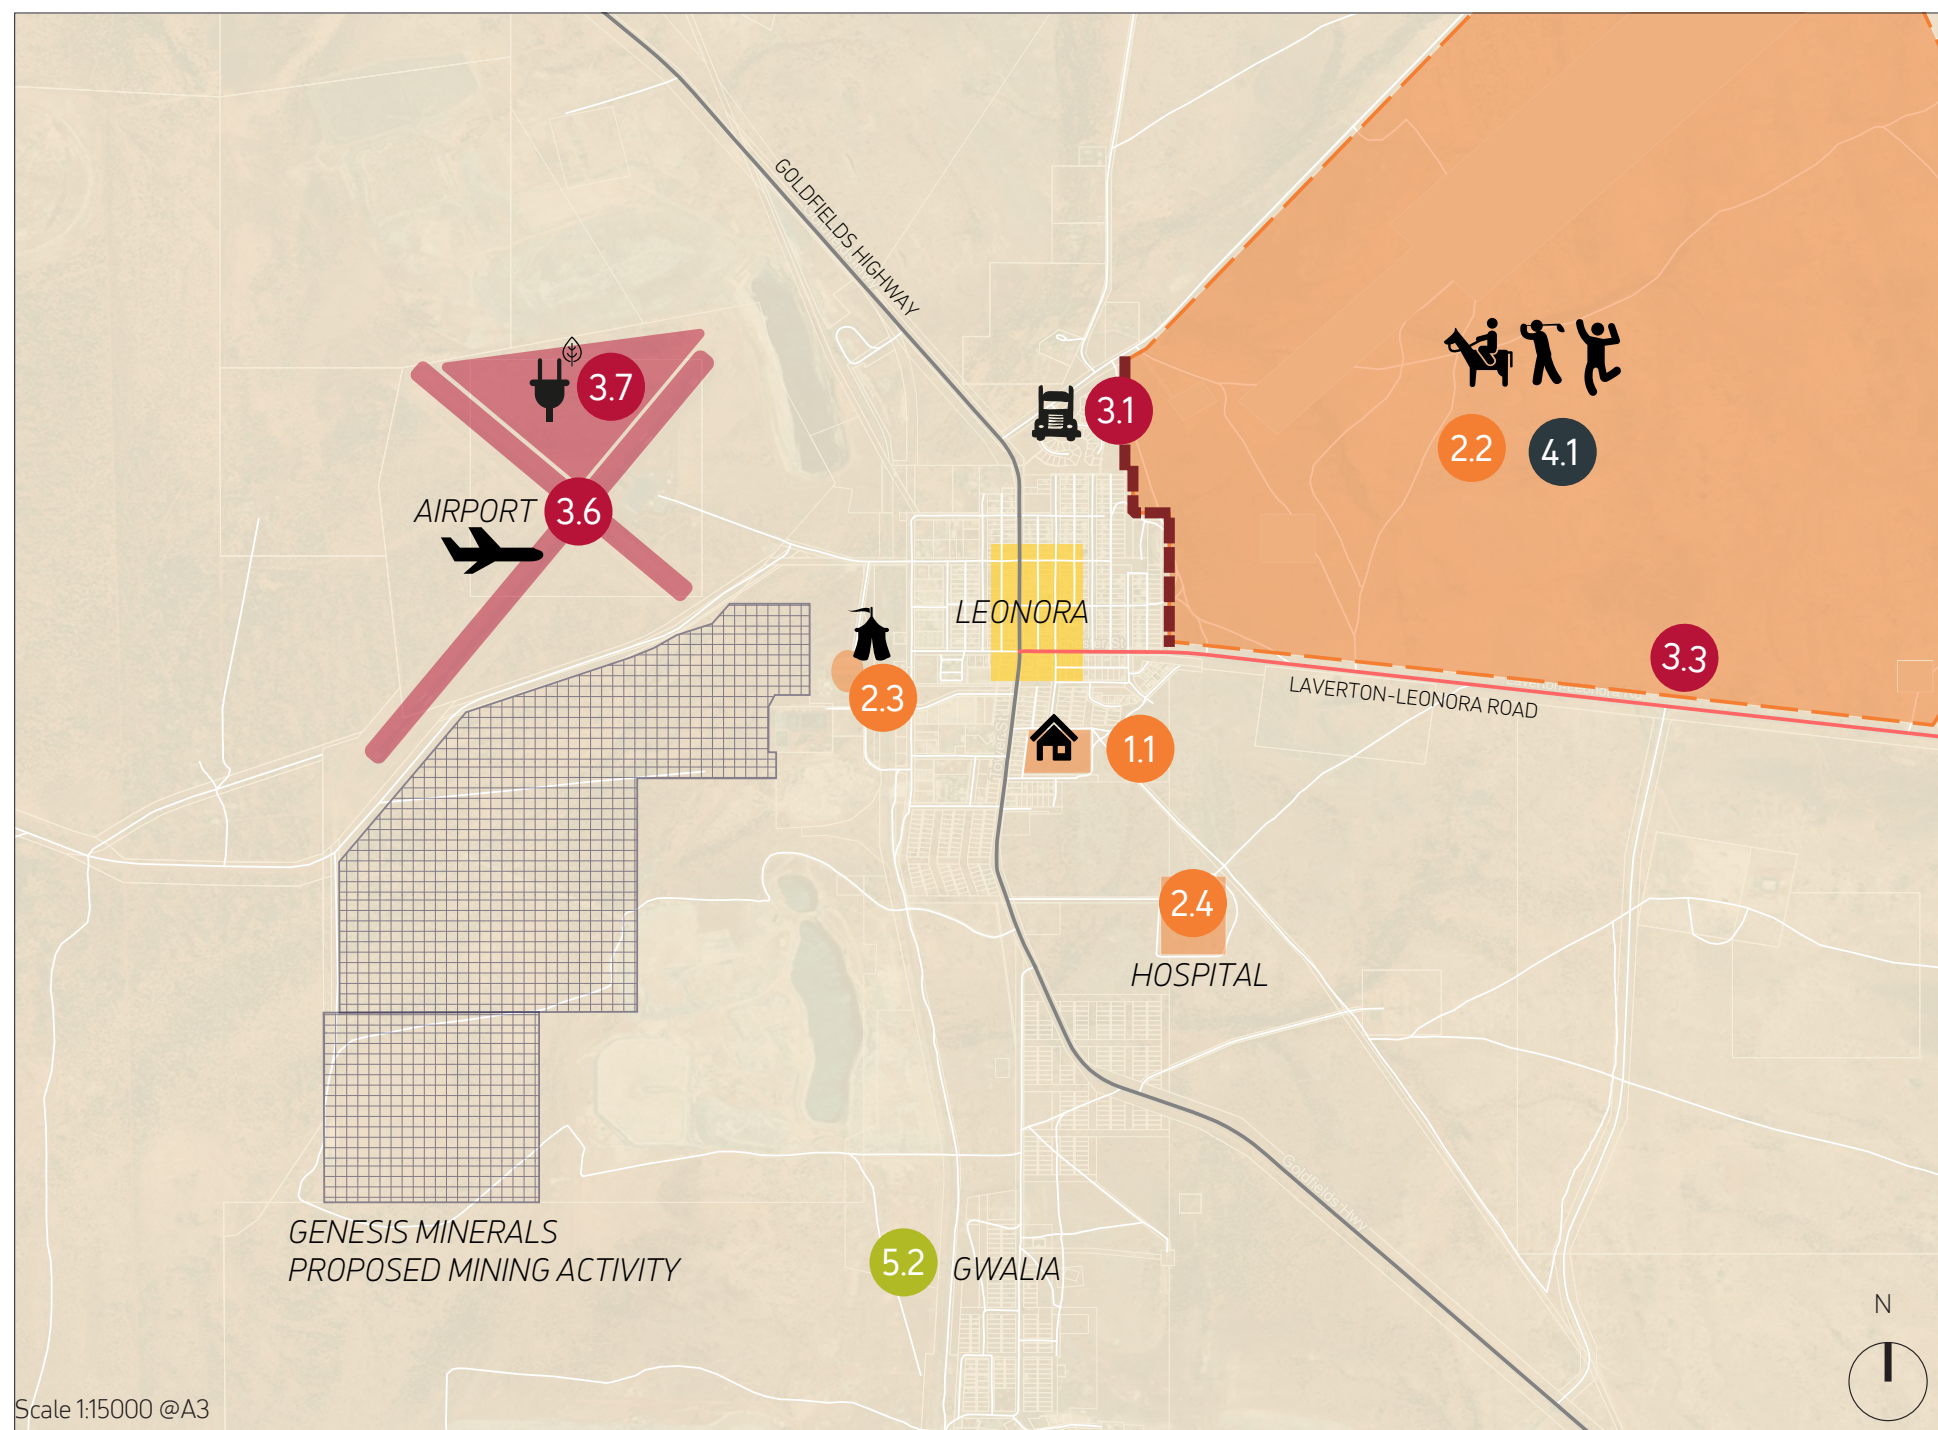 GOLDFIELDS HIGHWAY
3.7
3.1
2.2
4.1
AIRPORT
3.6
LEONORA
3.3
2.3
LAVERTON-LEONORA ROAD
1.1
2.4
HOSPITAL
Goldfields Hwy
GENESIS MINERALS
PROPOSED MINING ACTIVITY
5.2
GWALIA
N
Scale 1:15000 @A3